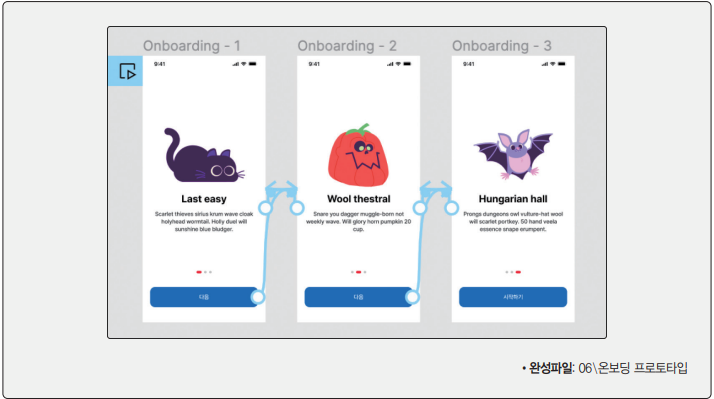 Onboarding - 1
Onboarding - 2
Onboarding - 3
9:41
9:41
9:41
Last easy
Scarlet thieves sirius krum wave cloak
holyhead wormtail. Holly duel will
sunshine blue bludger.
다음
Wool thestral
Snare you dagger muggle-born not
weekly wave. Will glory horn pumpkin 20
cup.
다음
Hungarian hall
Prongs dungeons owl vulture-hat wool
will scarlet portkey. 50 hand veela
essence snape erumpent.
시작하기
• 완성파일: 06\온보딩 프로토타입